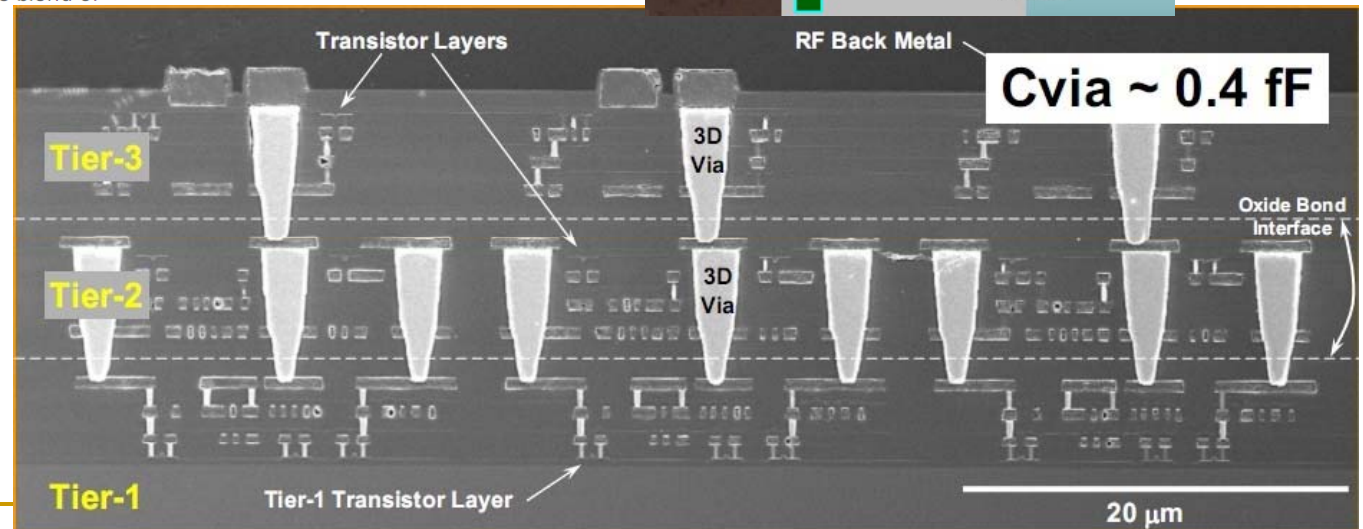 Transistor Layers
RF Back Metal
Cvia ~ 0.4 fF
Tier-3
3D
Via
Oxide Bond
Interface
Tier-2
3D
Via
Tier-1
Tier-1 Transistor Layer
20 μm